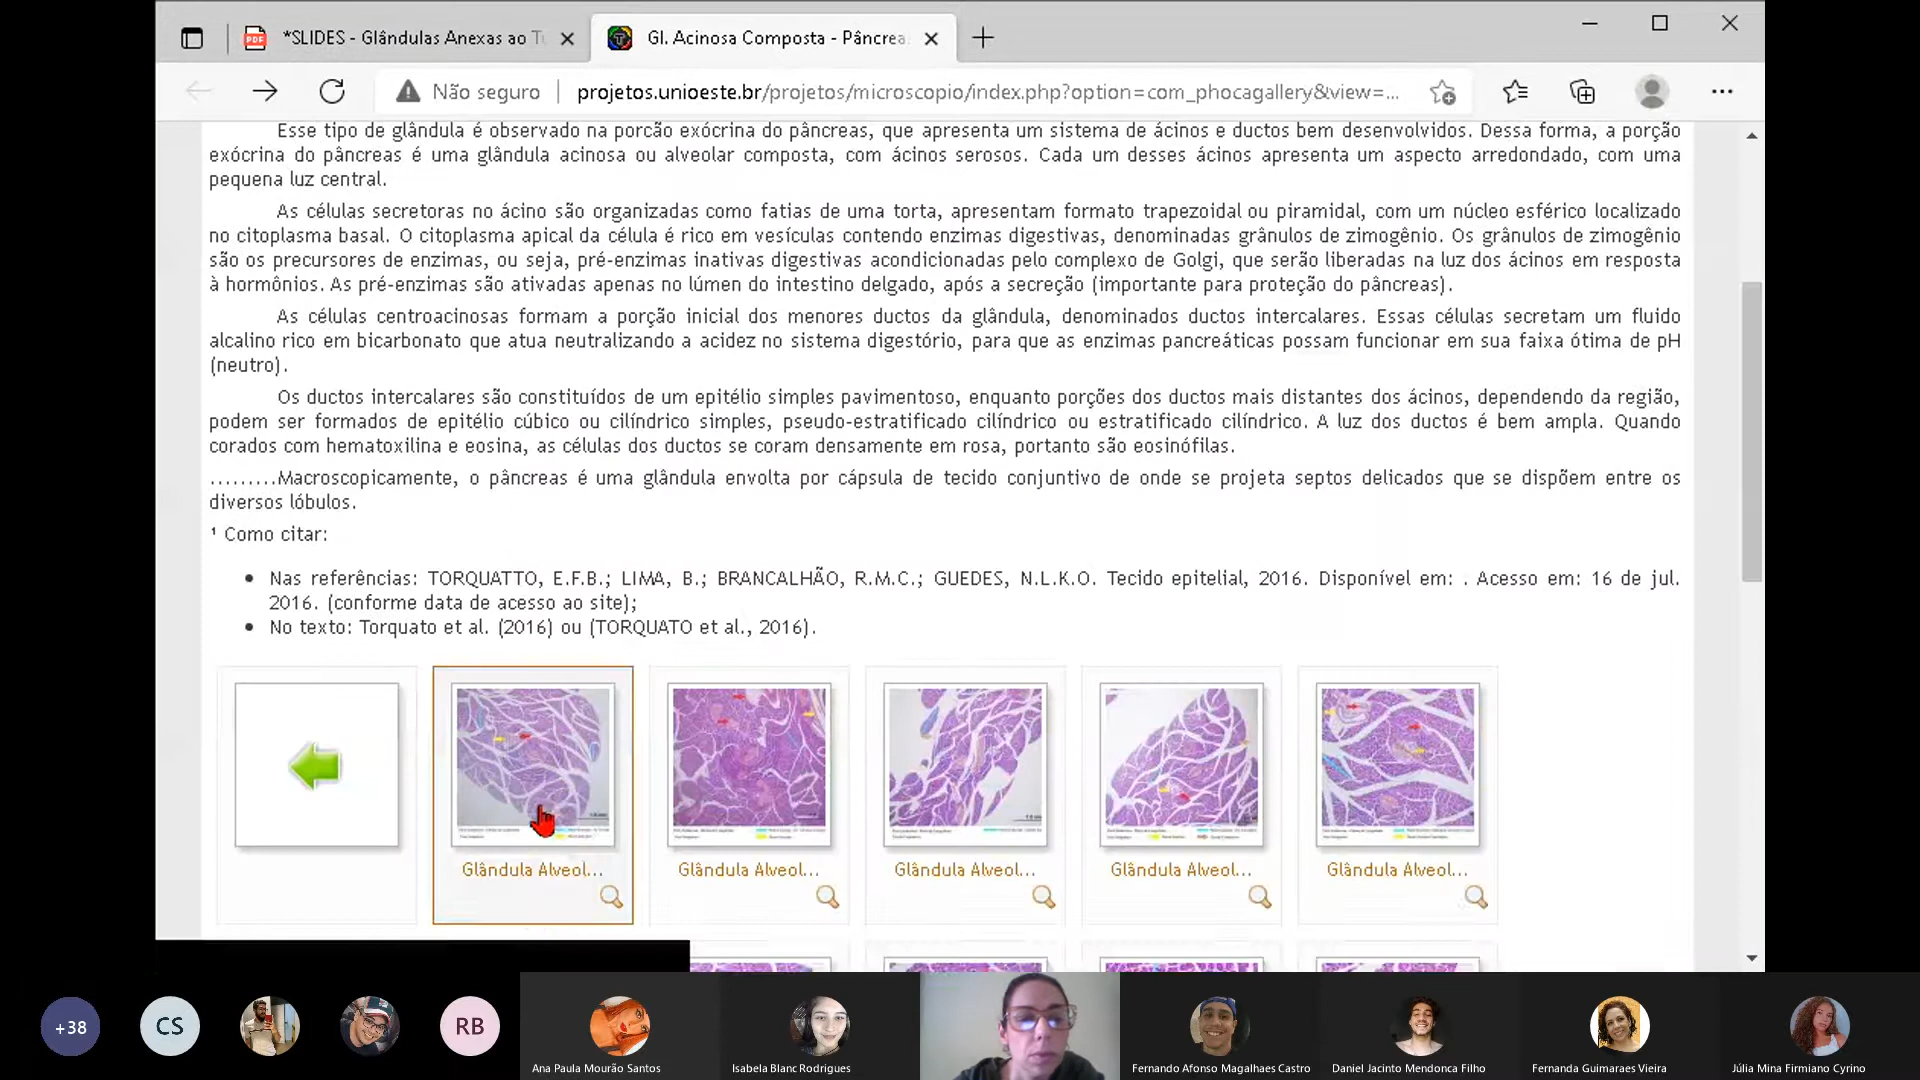 *SLIDES - Glândulas Anexas ao T
Gl. Acinosa Composta - Pâncrea
Não seguro
projetos.unioeste.br/projetos/microscopio/index.php?option=com_phocagallery&view=...
Esse tipo de glândula é observado na porção exócrina do pâncreas, que apresenta um sistema de ácinos e ductos bem desenvolvidos. Dessa forma, a porção
exócrina do pâncreas é uma glândula acinosa ou alveolar composta, com ácinos serosos. Cada um desses ácinos apresenta um aspecto arredondado, com uma
pequena luz central.
As células secretoras no ácino são organizadas como fatias de uma torta, apresentam formato trapezoidal ou piramidal, com um núcleo esférico localizado
no citoplasma basal. O citoplasma apical da célula é rico em vesículas contendo enzimas digestivas, denominadas grânulos de zimogênio. Os grânulos de zimogênio
são os precursores de enzimas, ou seja, pré-enzimas inativas digestivas acondicionadas pelo complexo de Golgi, que serão liberadas na luz dos ácinos em resposta
à hormônios. As pré-enzimas são ativadas apenas no lúmen do intestino delgado, após a secreção (importante para proteção do pâncreas).
As células centroacinosas formam a porção inicial dos menores ductos da glândula, denominados ductos intercalares. Essas células secretam um fluido
alcalino rico em bicarbonato que atua neutralizando a acidez no sistema digestório, para que as enzimas pancreáticas possam funcionar em sua faixa ótima de pH
(neutro).
Os ductos intercalares são constituídos de um epitélio simples pavimentoso, enquanto porções dos ductos mais distantes dos ácinos, dependendo da região,
podem ser formados de epitélio cúbico ou cilíndrico simples, pseudo-estratificado cilíndrico ou estratificado cilíndrico. A luz dos ductos é bem ampla. Quando
corados com hematoxilina e eosina, as células dos ductos se coram densamente em rosa, portanto são eosinófilas.
.........Macroscopicamente, o pâncreas é uma glândula envolta por cápsula de tecido conjuntivo de onde se projeta septos delicados que se dispõem entre os
diversos lóbulos.
¹ Como citar:
• Nas referências: TORQUATTO, E.F.B.; LIMA, B.; BRANCALHÃO, R.M.C.; GUEDES, N.L.K.O. Tecido epitelial, 2016. Disponível em: . Acesso em: 16 de jul.
2016. (conforme data de acesso ao site);
• No texto: Torquato et al. (2016) ou (TORQUATO et al., 2016).
Glândula Alveol...
Glândula Alveol...
Glândula Alveol...
Glândula Alveol...
Glândula Alveol...
+38
CS
RB
Ana Paula Mourão Santos
Isabela Blanc Rodrigues
Fernando Afonso Magalhaes Castro
Daniel Jacinto Mendonca Filho
Fernanda Guimaraes Vieira
Júlia Mina Firmiano Cyrino